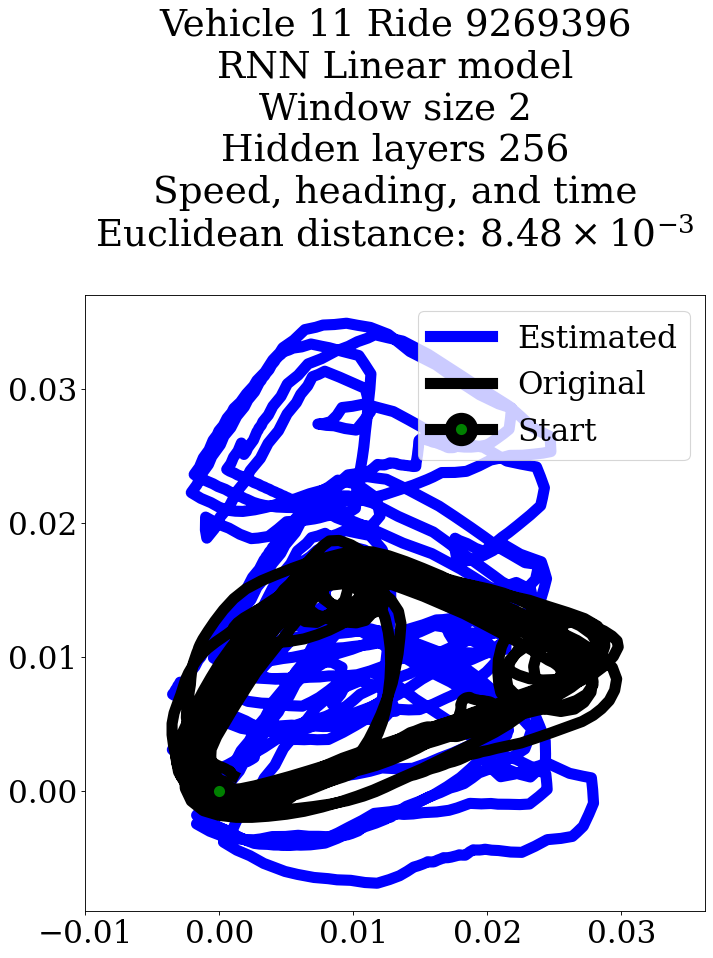 Vehicle 11 Ride 9269396
RNN Linear model
Window size 2
Hidden layers 256
Speed, heading, and time
Euclidean distance: 8.48 × 10⁻³
Estimated
Original
Start
0.03
0.02
0.01
0.00
−0.01 0.00 0.01 0.02 0.03